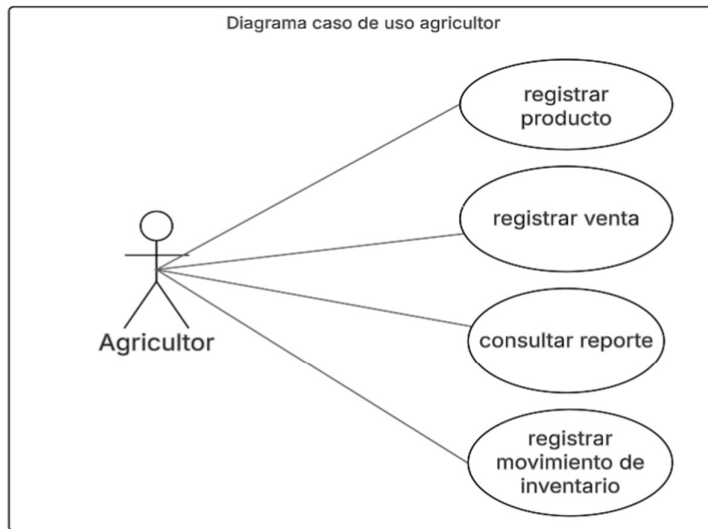 Diagrama caso de uso agricultor
registrar
producto
registrar venta
Agricultor
consultar reporte
registrar
movimiento de
inventario